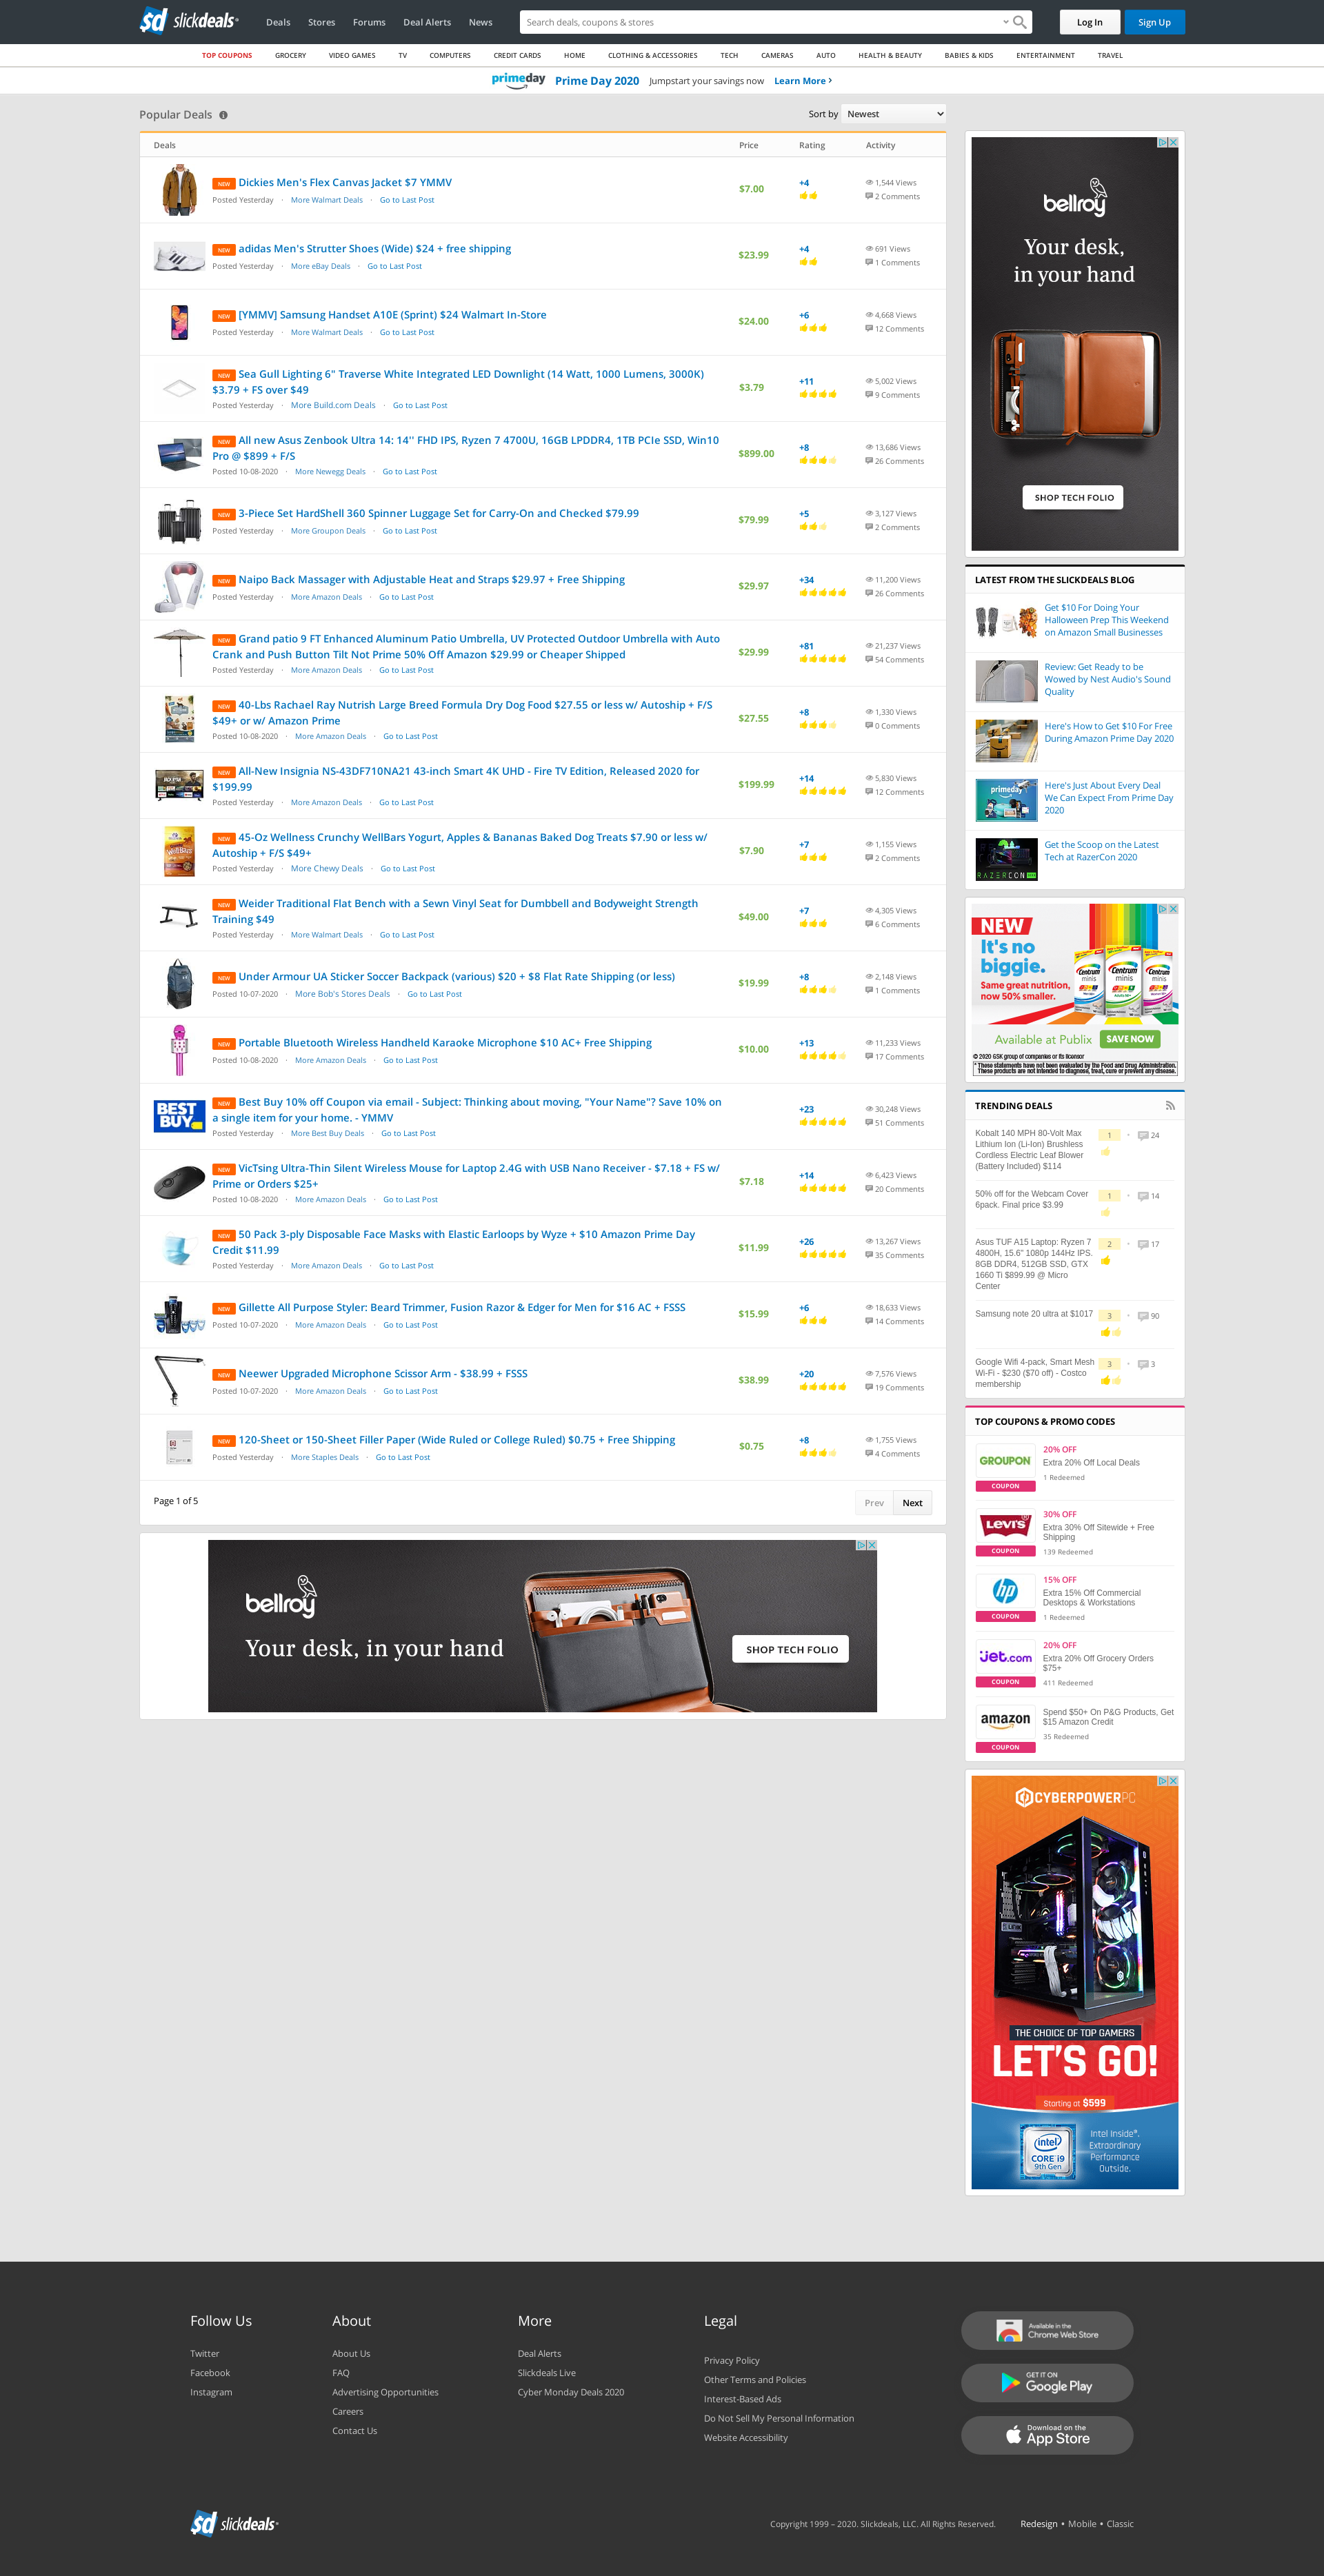 slickdeals
Deals
Stores
Forums
Deal Alerts
News
Search deals, coupons & scores
Log In
Sign Up
TOP COUPONS
GROCERY
VIDEO GAMES
TV
COMPUTERS
CREDIT CARDS
HOME
CLOTHING & ACCESSORIES
TECH
CAMERAS
AUTO
HEALTH & BEAUTY
BABIES & KIDS
ENTERTAINMENT
TRAVEL
primeday
Prime Day 2020
Jumpstart your savings now
Learn More
Popular Deals
Sort by Newest
Deals
Price
Rating
Activity
NEW Dickies Men's Flex Canvas Jacket $7 YMMV
Posted Yesterday · More Walmart Deals · Go to Last Post
$7.00
+4
1,544 Views
2 Comments
NEW adidas Men's Strutter Shoes (Wide) $24 + free shipping
Posted Yesterday · More eBay Deals · Go to Last Post
$23.99
+4
691 Views
1 Comments
NEW [YMMV] Samsung Handset A10E (Sprint) $24 Walmart In-Store
Posted Yesterday · More Walmart Deals · Go to Last Post
$24.00
+6
4,668 Views
12 Comments
NEW Sea Gull Lighting 6" Traverse White Integrated LED Downlight (14 Watt, 1000 Lumens, 3000K)
$3.79 + FS over $49
Posted Yesterday · More Build.com Deals · Go to Last Post
$3.79
+11
5,002 Views
9 Comments
NEW All new Asus Zenbook Ultra 14: 14'' FHD IPS, Ryzen 7 4700U, 16GB LPDDR4, 1TB PCIe SSD, Win10
Pro @ $899 + F/S
Posted 10-08-2020 · More Newegg Deals · Go to Last Post
$899.00
+8
13,686 Views
26 Comments
NEW 3-Piece Set HardShell 360 Spinner Luggage Set for Carry-On and Checked $79.99
Posted Yesterday · More Groupon Deals · Go to Last Post
$79.99
+5
3,127 Views
2 Comments
NEW Naipo Back Massager with Adjustable Heat and Straps $29.97 + Free Shipping
Posted Yesterday · More Amazon Deals · Go to Last Post
$29.97
+34
11,200 Views
26 Comments
NEW Grand patio 9 FT Enhanced Aluminum Patio Umbrella, UV Protected Outdoor Umbrella with Auto
Crank and Push Button Tilt Not Prime 50% Off Amazon $29.99 or Cheaper Shipped
Posted Yesterday · More Amazon Deals · Go to Last Post
$29.99
+81
21,237 Views
54 Comments
NEW 40-Lbs Rachael Ray Nutrish Large Breed Formula Dry Dog Food $27.55 or less w/ Autoship + F/S
$49+ or w/ Amazon Prime
Posted 10-08-2020 · More Amazon Deals · Go to Last Post
$27.55
+8
1,330 Views
0 Comments
NEW All-New Insignia NS-43DF710NA21 43-inch Smart 4K UHD - Fire TV Edition, Released 2020 for
$199.99
Posted Yesterday · More Amazon Deals · Go to Last Post
$199.99
+14
5,830 Views
12 Comments
NEW 45-Oz Wellness Crunchy WellBars Yogurt, Apples & Bananas Baked Dog Treats $7.90 or less w/
Autoship + F/S $49+
Posted Yesterday · More Chewy Deals · Go to Last Post
$7.90
+7
1,155 Views
2 Comments
NEW Weider Traditional Flat Bench with a Sewn Vinyl Seat for Dumbbell and Bodyweight Strength
Training $49
Posted Yesterday · More Walmart Deals · Go to Last Post
$49.00
+7
4,305 Views
6 Comments
NEW Under Armour UA Sticker Soccer Backpack (various) $20 + $8 Flat Rate Shipping (or less)
Posted 10-07-2020 · More Bob's Stores Deals · Go to Last Post
$19.99
+8
2,148 Views
1 Comments
NEW Portable Bluetooth Wireless Handheld Karaoke Microphone $10 AC+ Free Shipping
Posted 10-08-2020 · More Amazon Deals · Go to Last Post
$10.00
+13
11,233 Views
17 Comments
BEST BUY
NEW Best Buy 10% off Coupon via email - Subject: Thinking about moving, "Your Name"? Save 10% on
a single item for your home. - YMMV
Posted Yesterday · More Best Buy Deals · Go to Last Post
+23
30,248 Views
51 Comments
NEW VicTsing Ultra-Thin Silent Wireless Mouse for Laptop 2.4G with USB Nano Receiver - $7.18 + FS w/
Prime or Orders $25+
Posted 10-08-2020 · More Amazon Deals · Go to Last Post
$7.18
+14
6,423 Views
20 Comments
NEW 50 Pack 3-ply Disposable Face Masks with Elastic Earloops by Wyze + $10 Amazon Prime Day
Credit $11.99
Posted Yesterday · More Amazon Deals · Go to Last Post
$11.99
+26
13,267 Views
35 Comments
NEW Gillette All Purpose Styler: Beard Trimmer, Fusion Razor & Edger for Men for $16 AC + FSSS
Posted 10-07-2020 · More Amazon Deals · Go to Last Post
$15.99
+6
18,633 Views
14 Comments
NEW Neewer Upgraded Microphone Scissor Arm - $38.99 + FSSS
Posted 10-07-2020 · More Amazon Deals · Go to Last Post
$38.99
+20
7,576 Views
19 Comments
NEW 120-Sheet or 150-Sheet Filler Paper (Wide Ruled or College Ruled) $0.75 + Free Shipping
Posted Yesterday · More Staples Deals · Go to Last Post
$0.75
+8
1,755 Views
4 Comments
Page 1 of 5
Prev
Next
bellroy
Your desk, in your hand
SHOP TECH FOLIO
bellroy
Your desk,
in your hand
SHOP TECH FOLIO
LATEST FROM THE SLICKDEALS BLOG
Get $10 For Doing Your
Halloween Prep This Weekend
on Amazon Small Businesses
Review: Get Ready to be
Wowed by Nest Audio's Sound
Quality
Here's How to Get $10 For Free
During Amazon Prime Day 2020
primeday
Here's Just About Every Deal
We Can Expect From Prime Day
2020
RAZERCON
Get the Scoop on the Latest
Tech at RazerCon 2020
NEW
It's no
biggie.
Same great nutrition,
now 50% smaller.
Centrum minis
Centrum minis
Centrum minis
Available at Publix
SAVE NOW
© 2020 GSK group of companies or its licensor
*These statements have not been evaluated by the Food and Drug Administration.
These products are not intended to diagnose, treat, cure or prevent any disease.
TRENDING DEALS
Kobalt 140 MPH 80-Volt Max
Lithium Ion (Li-Ion) Brushless
Cordless Electric Leaf Blower
(Battery Included) $114
1
24
50% off for the Webcam Cover
6pack. Final price $3.99
1
14
Asus TUF A15 Laptop: Ryzen 7
4800H, 15.6" 1080p 144Hz IPS.
8GB DDR4, 512GB SSD, GTX
1660 Ti $899.99 @ Micro
Center
2
17
Samsung note 20 ultra at $1017
3
90
Google Wifi 4-pack, Smart Mesh
Wi-Fi - $230 ($70 off) - Costco
membership
3
3
TOP COUPONS & PROMO CODES
GROUPON
COUPON
20% OFF
Extra 20% Off Local Deals
1 Redeemed
LEVI'S
COUPON
30% OFF
Extra 30% Off Sitewide + Free
Shipping
139 Redeemed
hp
COUPON
15% OFF
Extra 15% Off Commercial
Desktops & Workstations
1 Redeemed
Jet.com
COUPON
20% OFF
Extra 20% Off Grocery Orders
$75+
411 Redeemed
amazon
COUPON
Spend $50+ On P&G Products, Get
$15 Amazon Credit
35 Redeemed
CYBERPOWERPC
THE CHOICE OF TOP GAMERS
LET'S GO!
Starting at $599
intel
CORE i9
9th Gen
Intel Inside®.
Extraordinary
Performance
Outside.
Follow Us
Twitter
Facebook
Instagram
About
About Us
FAQ
Advertising Opportunities
Careers
Contact Us
More
Deal Alerts
Slickdeals Live
Cyber Monday Deals 2020
Legal
Privacy Policy
Other Terms and Policies
Interest-Based Ads
Do Not Sell My Personal Information
Website Accessibility
Available in the
Chrome Web Store
GET IT ON
Google Play
Download on the
App Store
slickdeals
Copyright 1999 – 2020. Slickdeals, LLC. All Rights Reserved.
Redesign • Mobile • Classic